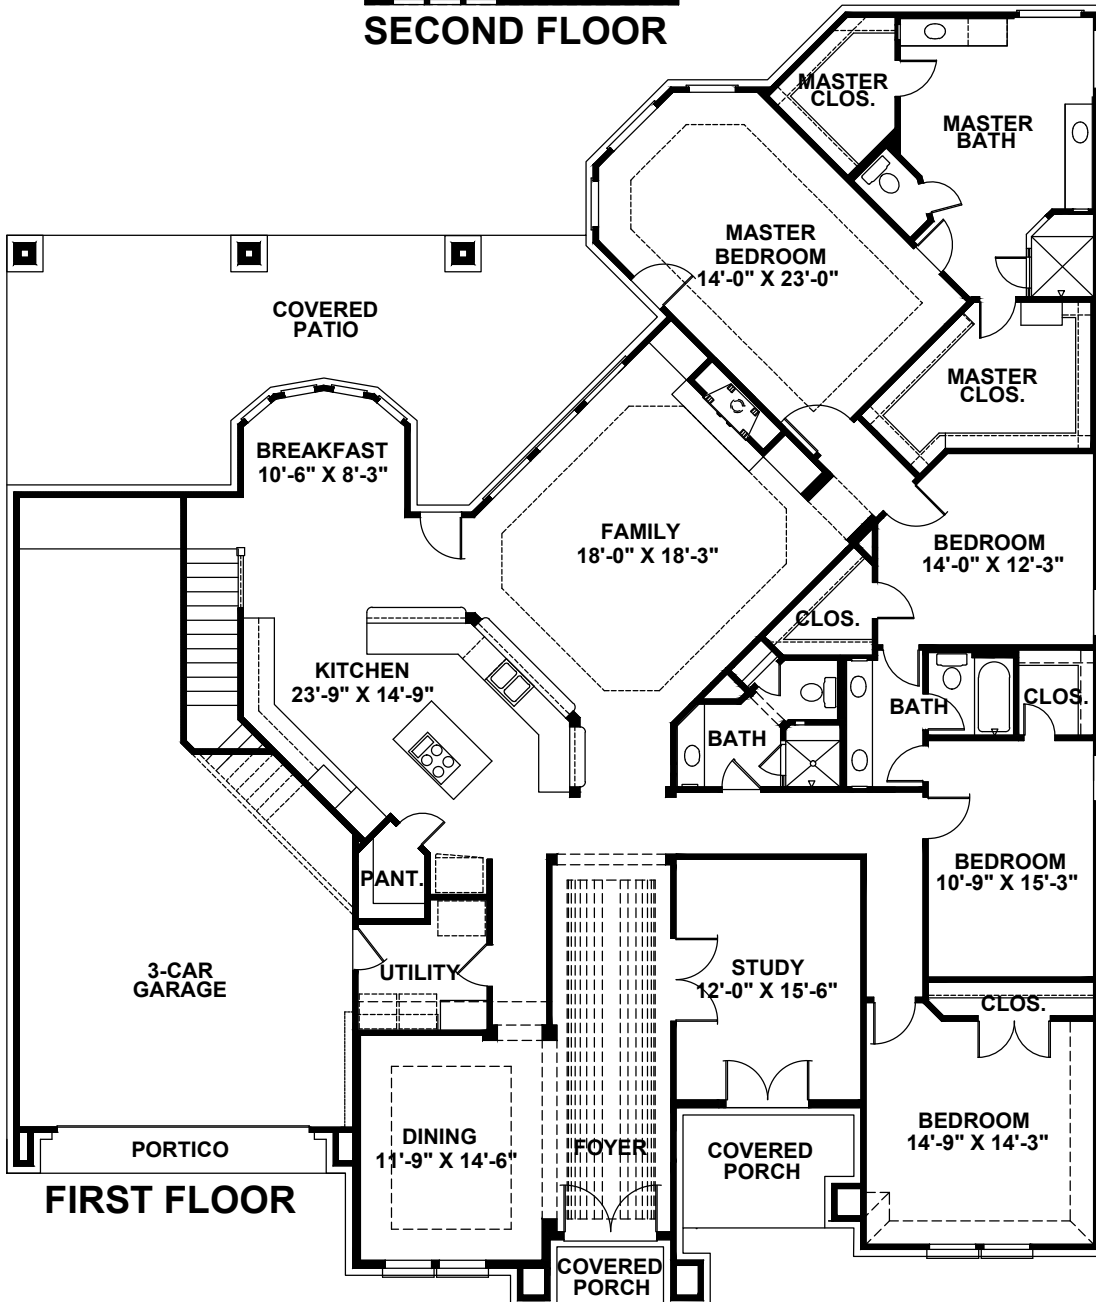 SECOND FLOOR
MASTER
CLOS.
MASTER
BATH
MASTER
BEDROOM
14'-0" X 23'-0"
COVERED
PATIO
MASTER
CLOS.
BREAKFAST
10'-6" X 8'-3"
FAMILY
18'-0" X 18'-3"
BEDROOM
14'-0" X 12'-3"
CLOS.
KITCHEN
23'-9" X 14'-9"
BATH
CLOS.
BATH
PANT.
BEDROOM
10'-9" X 15'-3"
3-CAR
GARAGE
UTILITY
STUDY
12'-0" X 15'-6"
CLOS.
PORTICO
DINING
11'-9" X 14'-6"
FOYER
COVERED
PORCH
BEDROOM
14'-9" X 14'-3"
FIRST FLOOR
COVERED
PORCH